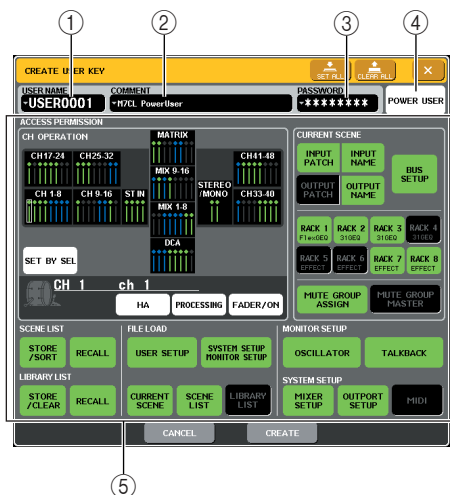 ① ② ③ ④
CREATE USER KEY
SET ALL CLEAR ALL ×
USER NAME COMMENT PASSWORD
USER0001 M7CL PowerUser ******** POWER USER
ACCESS PERMISSION
CH OPERATION
MATRIX
CH17-24 CH25-32
MIX 9-16
CH41-48
CH 1-8 CH 9-16 ST IN
STEREO
/MONO
CH33-40
MIX 1-8
DCA
SET BY SEL
CH 1 ch 1
HA PROCESSING FADER/ON
CURRENT SCENE
INPUT
PATCH
INPUT
NAME
BUS
SETUP
OUTPUT
PATCH
OUTPUT
NAME
RACK 1
FlexGEQ
RACK 2
31GEQ
RACK 3
31GEQ
RACK 4
31GEQ
RACK 5
EFFECT
RACK 6
EFFECT
RACK 7
EFFECT
RACK 8
EFFECT
MUTE GROUP
ASSIGN
MUTE GROUP
MASTER
SCENE LIST
STORE
/SORT
RECALL
FILE LOAD
USER SETUP
SYSTEM SETUP
MONITOR SETUP
MONITOR SETUP
OSCILLATOR TALKBACK
LIBRARY LIST
STORE
/CLEAR
RECALL
CURRENT
SCENE
SCENE
LIST
LIBRARY
LIST
SYSTEM SETUP
MIXER
SETUP
OUTPORT
SETUP
MIDI
CANCEL CREATE
⑤